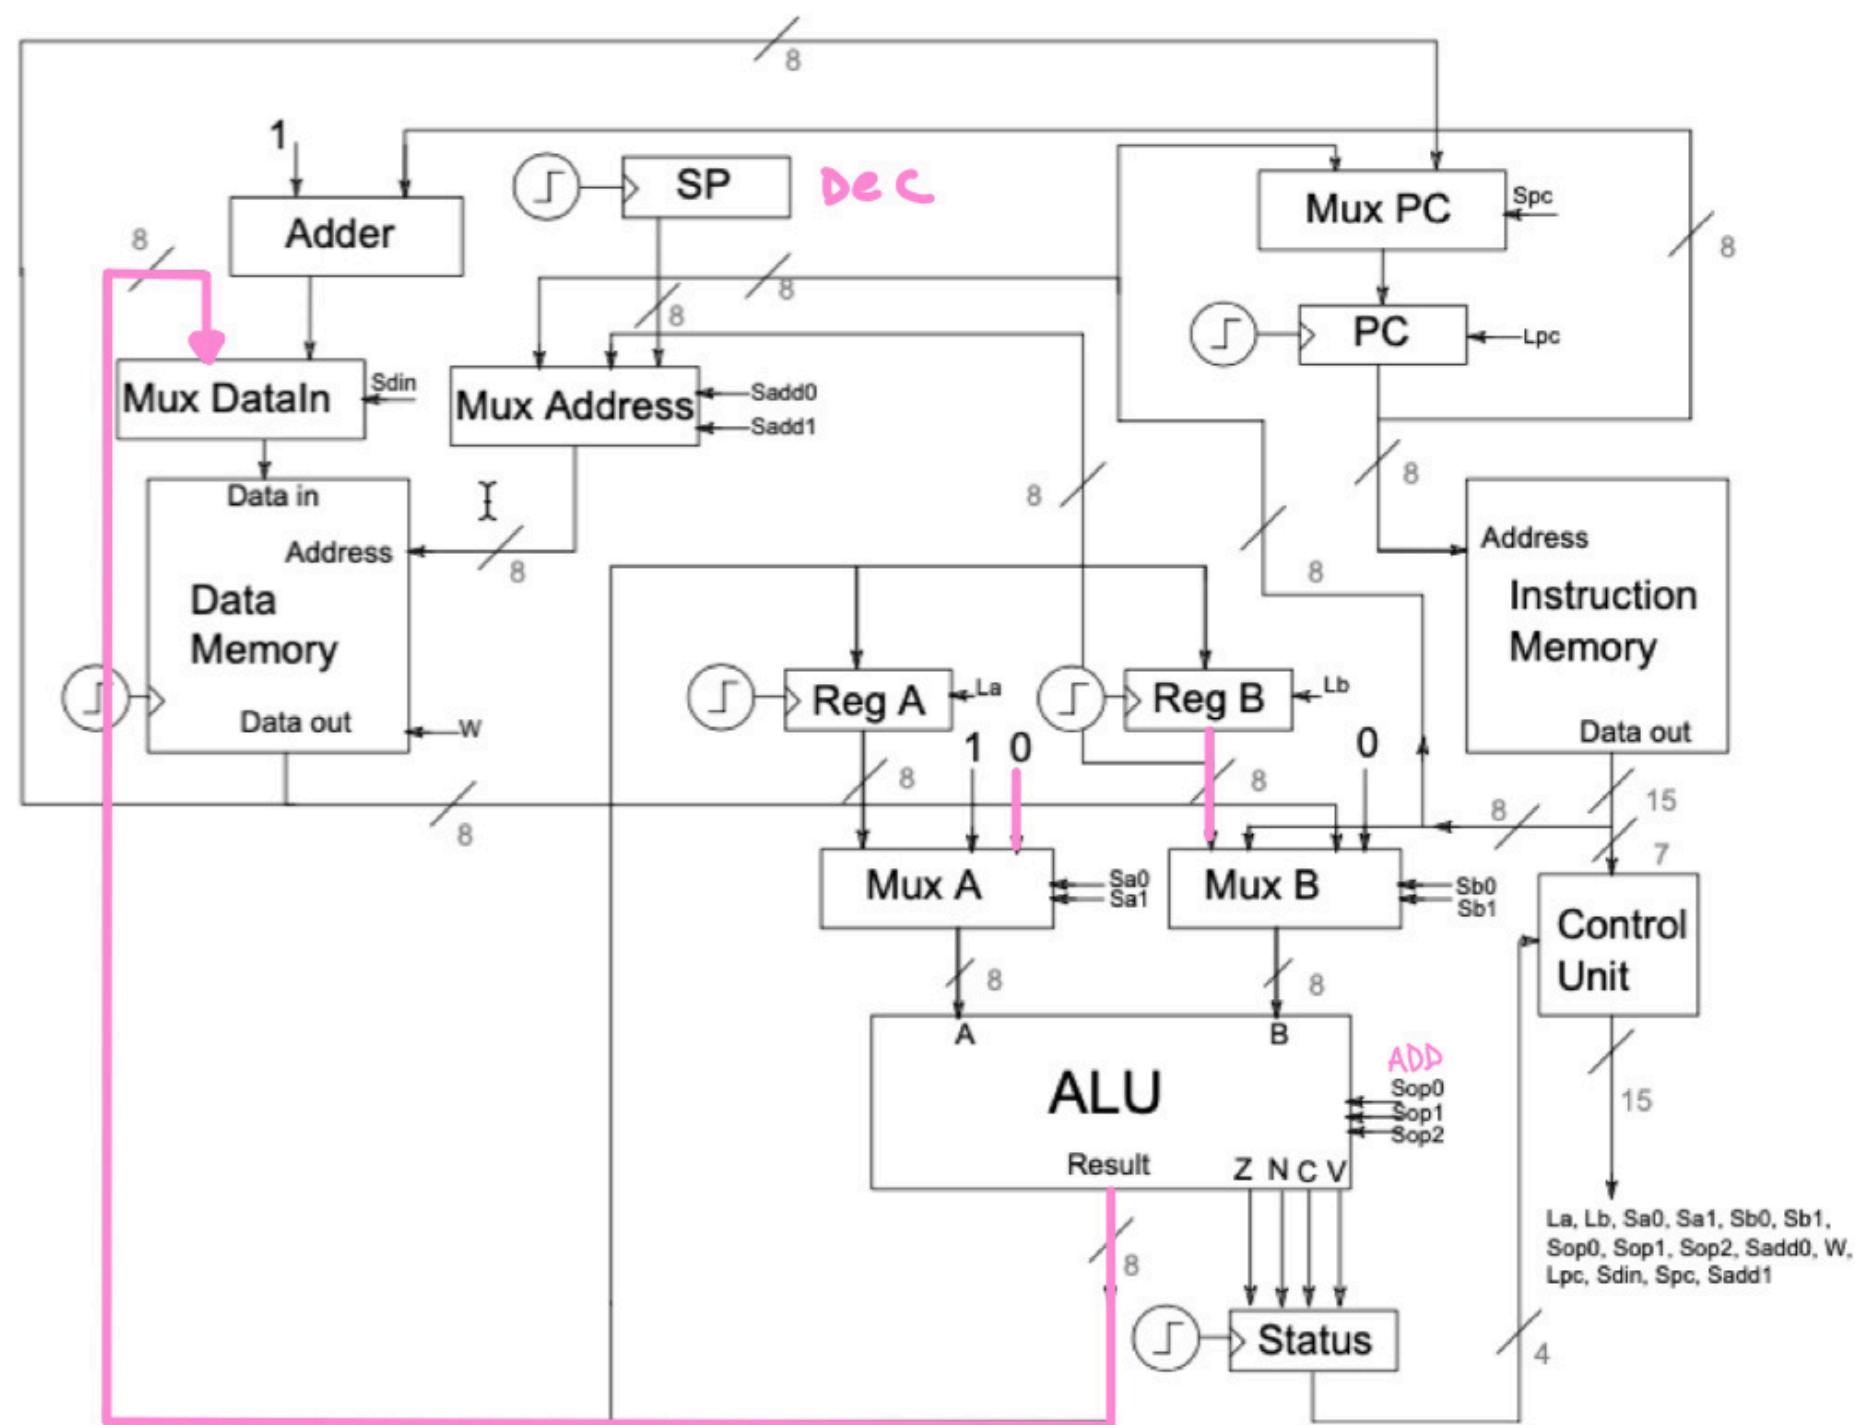 8
1
SP
DeC
Mux PC
Spc
Adder
8
8
8
8
PC
Lpc
Mux DataIn
Sdin
Mux Address
Sadd0
Sadd1
8
8
Data in
Address
8
8
Address
Data
Memory
Instruction
Memory
Reg A
La
Reg B
Lb
Data out
W
Data out
1 0
0
8
8
15
8
8
7
Mux A
Sa0
Sa1
Mux B
Sb0
Sb1
Control
Unit
8
8
A
B
ADD
ALU
Sop0
Sop1
Sop2
15
Result
Z N C V
La, Lb, Sa0, Sa1, Sb0, Sb1,
Sop0, Sop1, Sop2, Sadd0, W,
Lpc, Sdin, Spc, Sadd1
8
Status
4